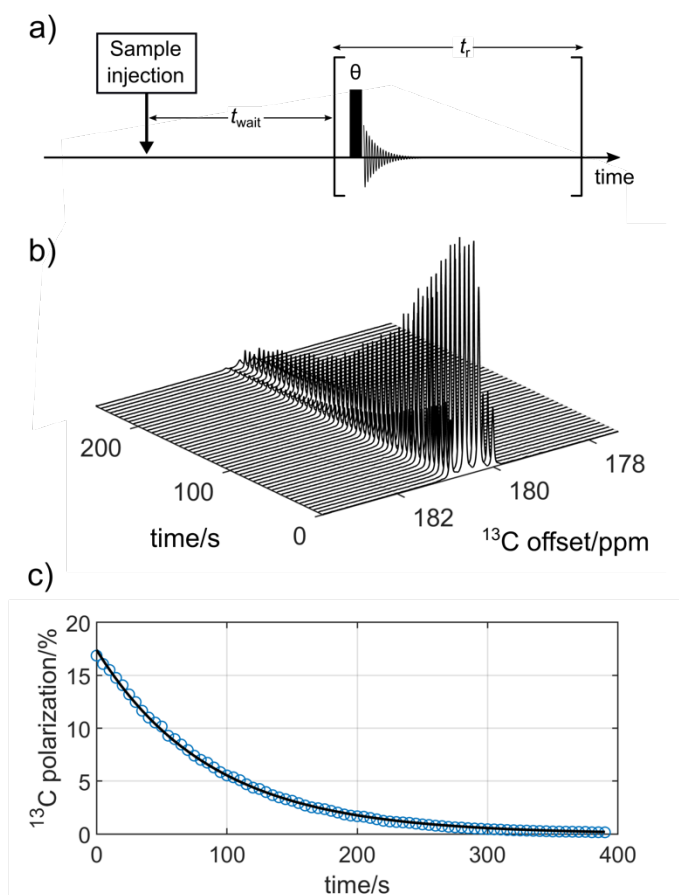 a)
Sample
injection
t_wait
θ
t_r
time
b)
200
100
0
time/s
182
180
178
¹³C offset/ppm
c)
20
15
10
5
0
¹³C polarization/%
0
100
200
300
400
time/s